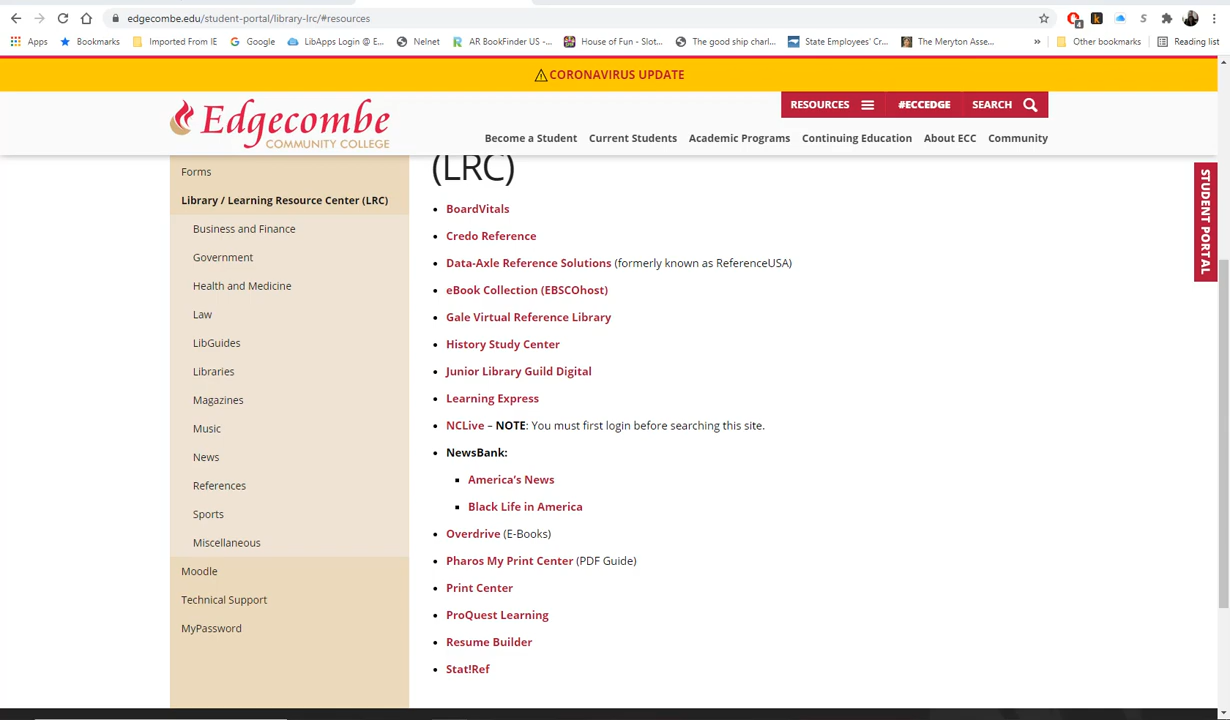 edgecombe.edu/student-portal/library-lrc/#resources
4
Apps Bookmarks Imported From IE Google LibApps Login @ E... Nelnet AR BookFinder US -... House of Fun - Slot... The good ship charl... State Employees' Cr... The Meryton Asse... » Other bookmarks Reading list
CORONAVIRUS UPDATE
RESOURCES #ECCEDGE SEARCH
Edgecombe
COMMUNITY COLLEGE
Become a Student Current Students Academic Programs Continuing Education About ECC Community
STUDENT PORTAL
Forms
Library / Learning Resource Center (LRC)
Business and Finance
Government
Health and Medicine
Law
LibGuides
Libraries
Magazines
Music
News
References
Sports
Miscellaneous
Moodle
Technical Support
MyPassword
(LRC)
BoardVitals
Credo Reference
Data-Axle Reference Solutions (formerly known as ReferenceUSA)
eBook Collection (EBSCOhost)
Gale Virtual Reference Library
History Study Center
Junior Library Guild Digital
Learning Express
NCLive – NOTE: You must first login before searching this site.
NewsBank:
America's News
Black Life in America
Overdrive (E-Books)
Pharos My Print Center (PDF Guide)
Print Center
ProQuest Learning
Resume Builder
Stat!Ref